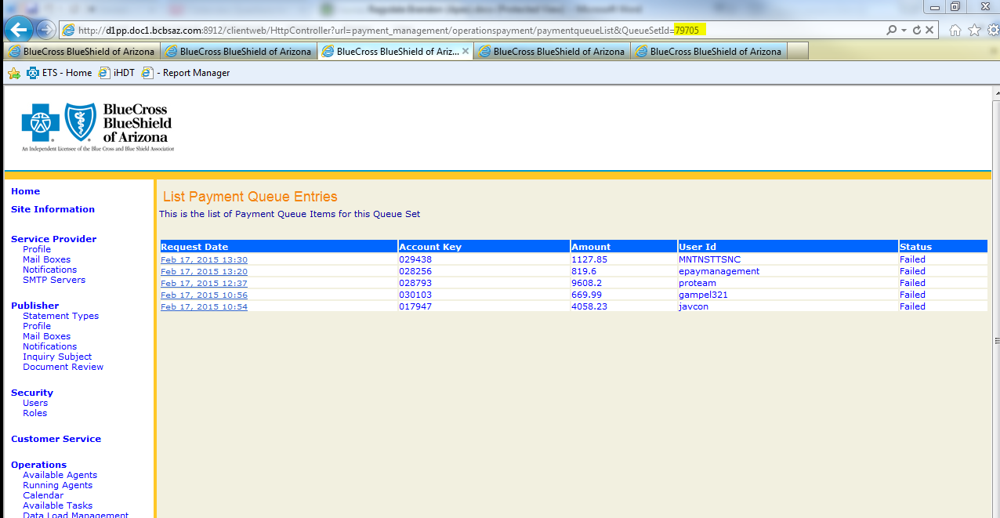 http://d1pp.doc1.bcbsaz.com:8912/clientweb/HttpController?url=payment_management/operationspayment/paymentqueueList&QueueSetId=79705
BlueCross BlueShield of Arizona
BlueCross BlueShield of Arizona
BlueCross BlueShield of Ariz...
BlueCross BlueShield of Arizona
BlueCross BlueShield of Arizona
ETS - Home iHDT - Report Manager
BlueCross
BlueShield
of Arizona
An Independent Licensee of the Blue Cross and Blue Shield Association
Home
Site Information
Service Provider
Profile
Mail Boxes
Notifications
SMTP Servers
Publisher
Statement Types
Profile
Mail Boxes
Notifications
Inquiry Subject
Document Review
Security
Users
Roles
Customer Service
Operations
Available Agents
Running Agents
Calendar
Available Tasks
Data Load Management
List Payment Queue Entries
This is the list of Payment Queue Items for this Queue Set
Request Date Account Key Amount User Id Status
Feb 17, 2015 13:30 029438 1127.85 MNTNSTTSNC Failed
Feb 17, 2015 13:20 028256 819.6 epaymanagement Failed
Feb 17, 2015 12:37 028793 9608.2 proteam Failed
Feb 17, 2015 10:56 030103 669.99 gampel321 Failed
Feb 17, 2015 10:54 017947 4058.23 javcon Failed